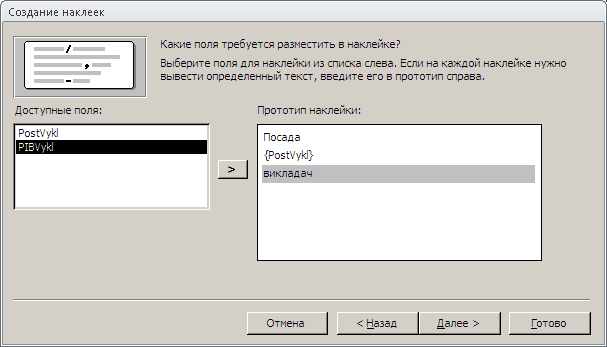 Создание наклеек
Какие поля требуется разместить в наклейке?
Выберите поля для наклейки из списка слева. Если на каждой наклейке нужно
вывести определенный текст, введите его в прототип справа.
Доступные поля:
PostVykl
PIBVykl
>
Прототип наклейки:
Посада
{PostVykl}
викладач
Отмена
< Назад
Далее >
Готово